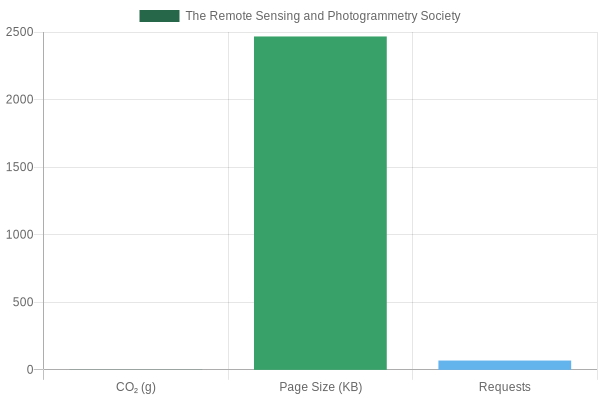 The Remote Sensing and Photogrammetry Society
2500
2000
1500
1000
500
0
CO₂ (g)
Page Size (KB)
Requests